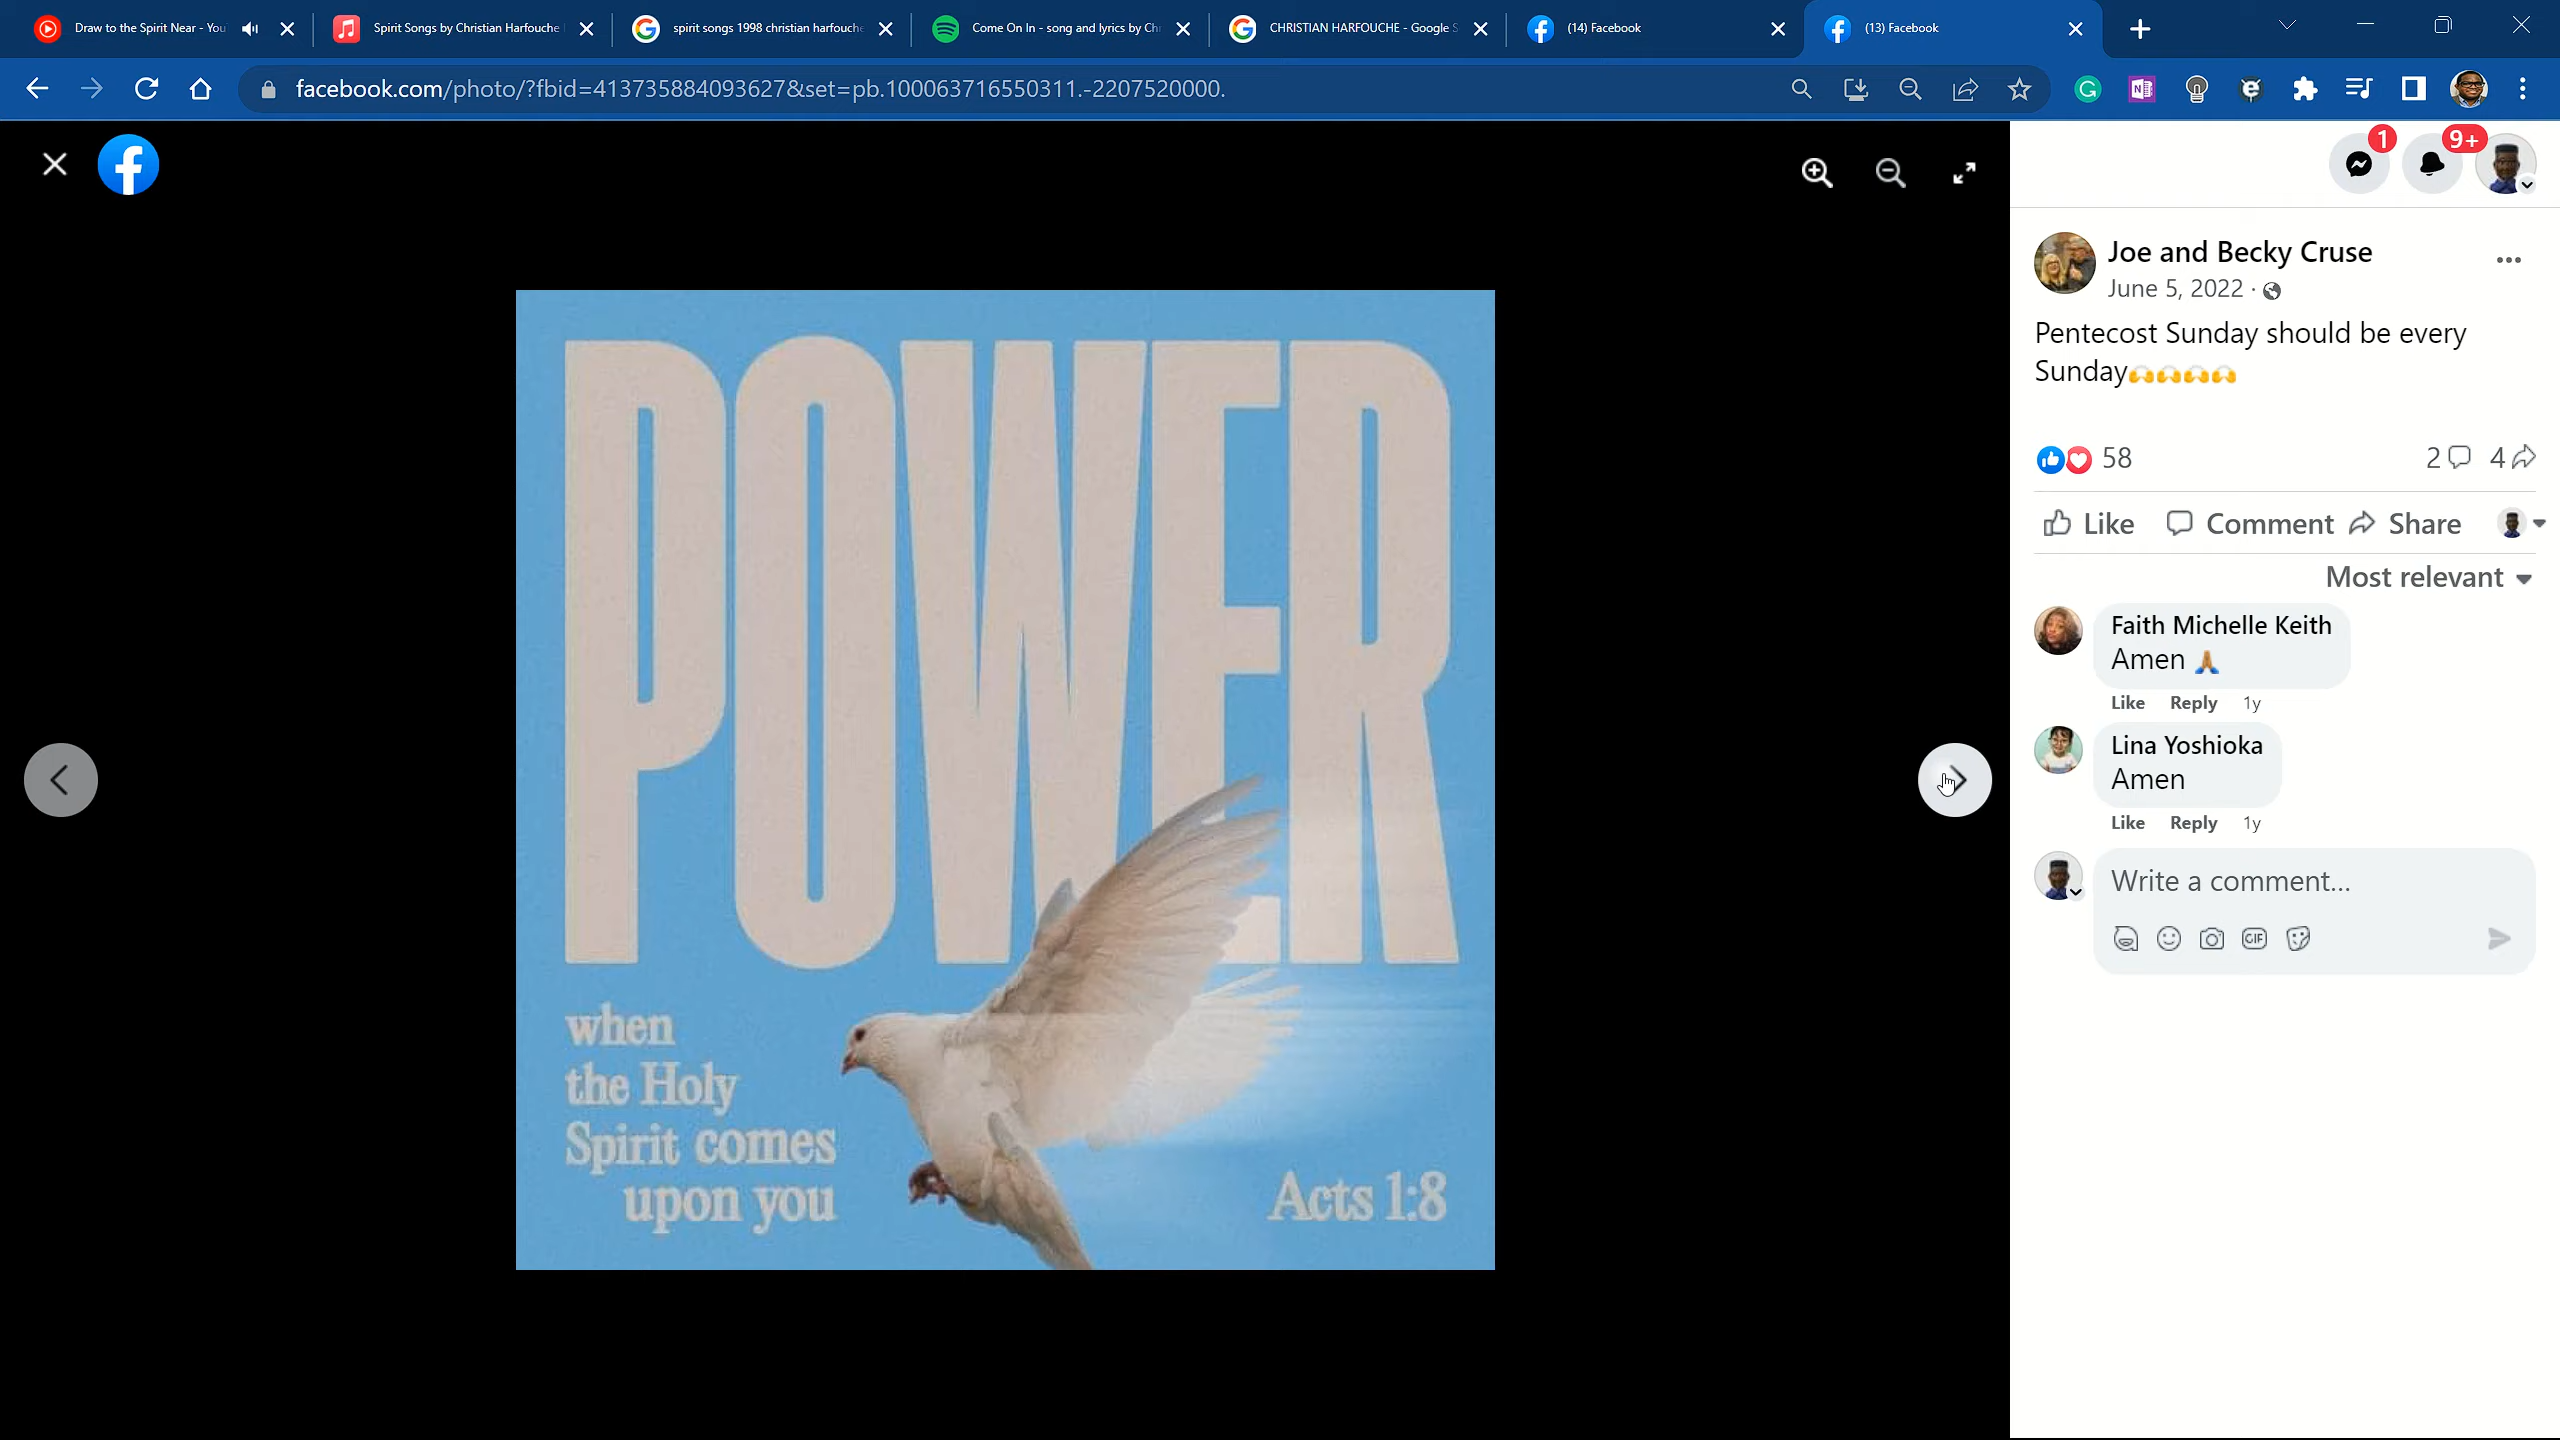 Draw to the Spirit Near - You
Spirit Songs by Christian Harfouche
spirit songs 1998 christian harfouche
Come On In - song and lyrics by Ch
CHRISTIAN HARFOUCHE - Google S
(14) Facebook
(13) Facebook
facebook.com/photo/?fbid=413735884093627&set=pb.100063716550311.-2207520000.
1
9+
POWER
when
the Holy
Spirit comes
upon you
Acts 1:8
Joe and Becky Cruse
June 5, 2022 ·
Pentecost Sunday should be every
Sunday🙌🙌🙌🙌
58
2 4
Like Comment Share
Most relevant
Faith Michelle Keith
Amen 🙏🏽
Like Reply 1y
Lina Yoshioka
Amen
Like Reply 1y
Write a comment...
GIF